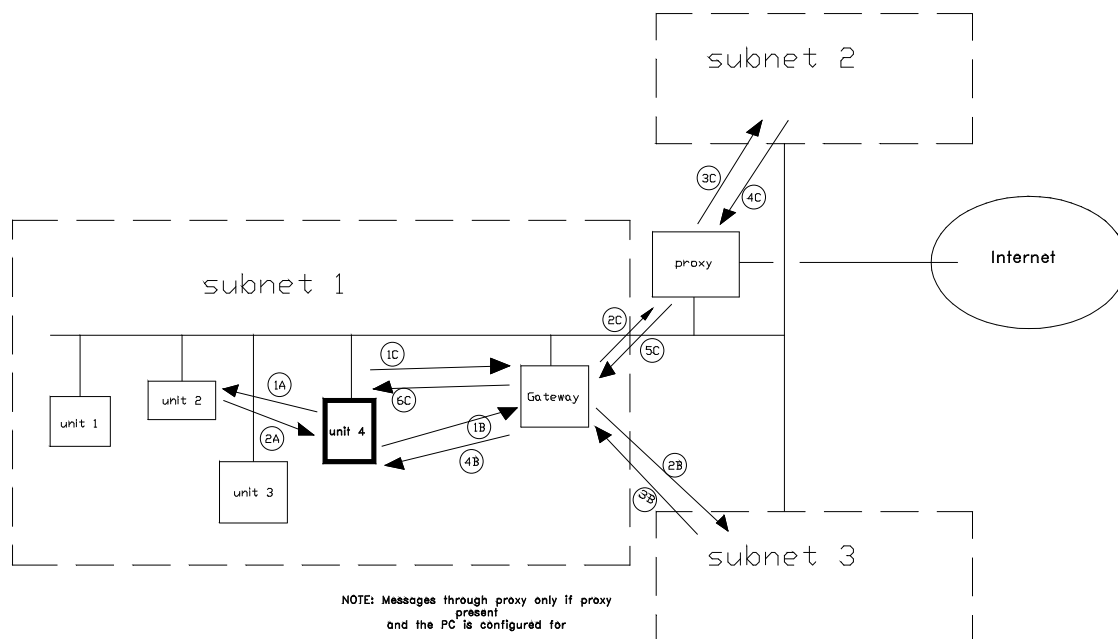 subnet 2
3C
4C
proxy
Internet
subnet 1
2C
5C
1C
6C
Gateway
1A
unit 2
unit 1
2A
unit 4
1B
4B
unit 3
2B
3B
subnet 3
NOTE: Messages through proxy only if proxy
present
and the PC is configured for